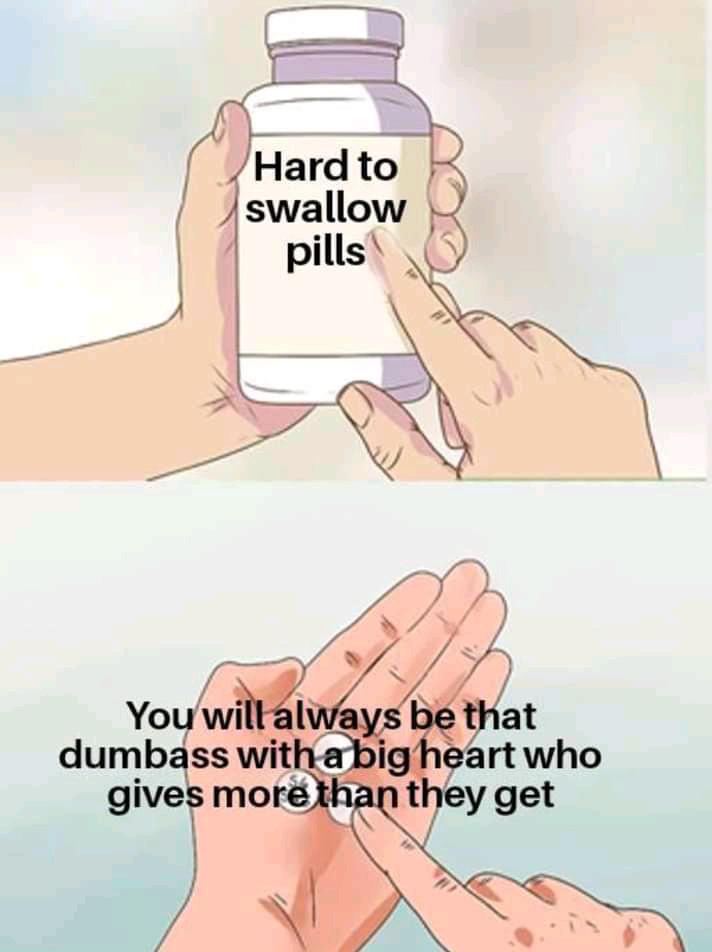 Hard to
swallow
pills
You will always be that
dumbass with a big heart who
gives more than they get